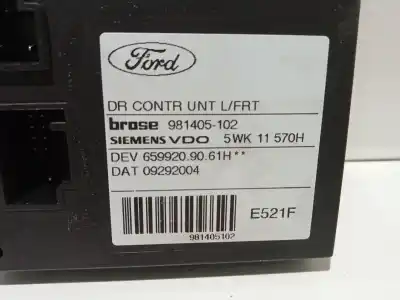 Ford
DR CONTR UNT L/FRT
brose 981405-102
SIEMENS VDO 5WK 11 570H
DEV 659920.90.61H**
DAT 09292004
E521F
981405102